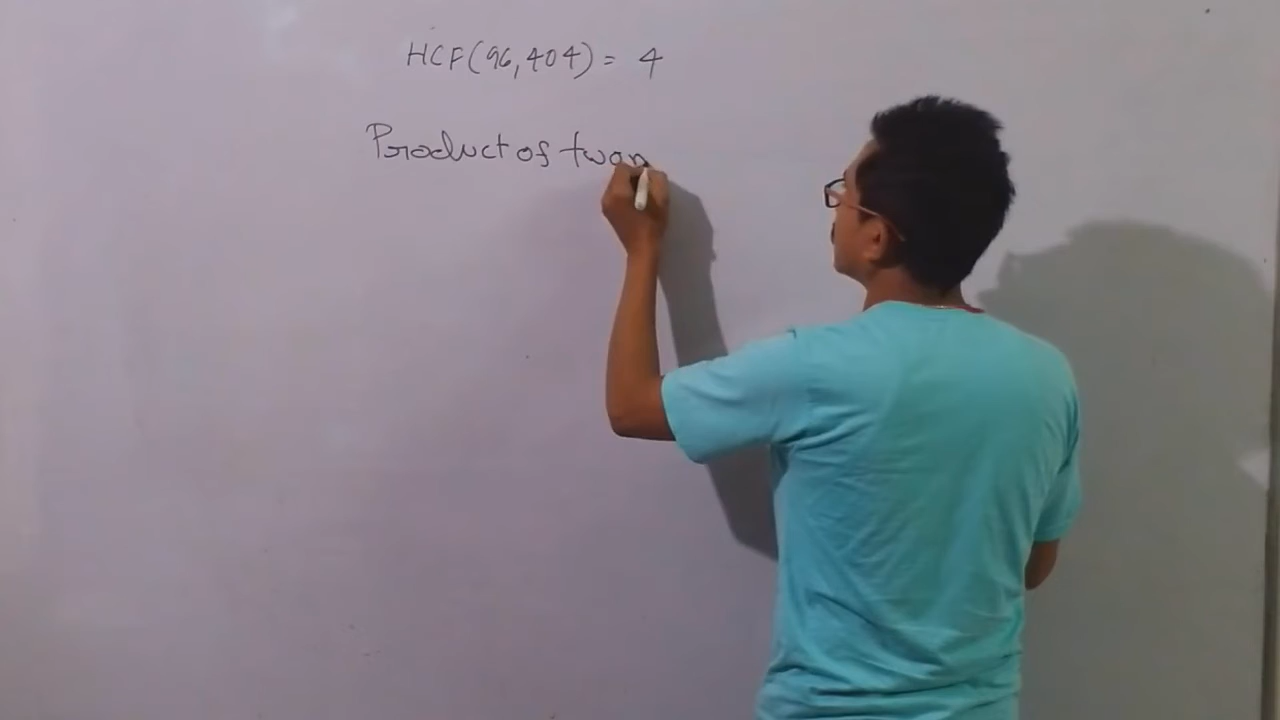 HCF(96,404) = 4
Product of two n